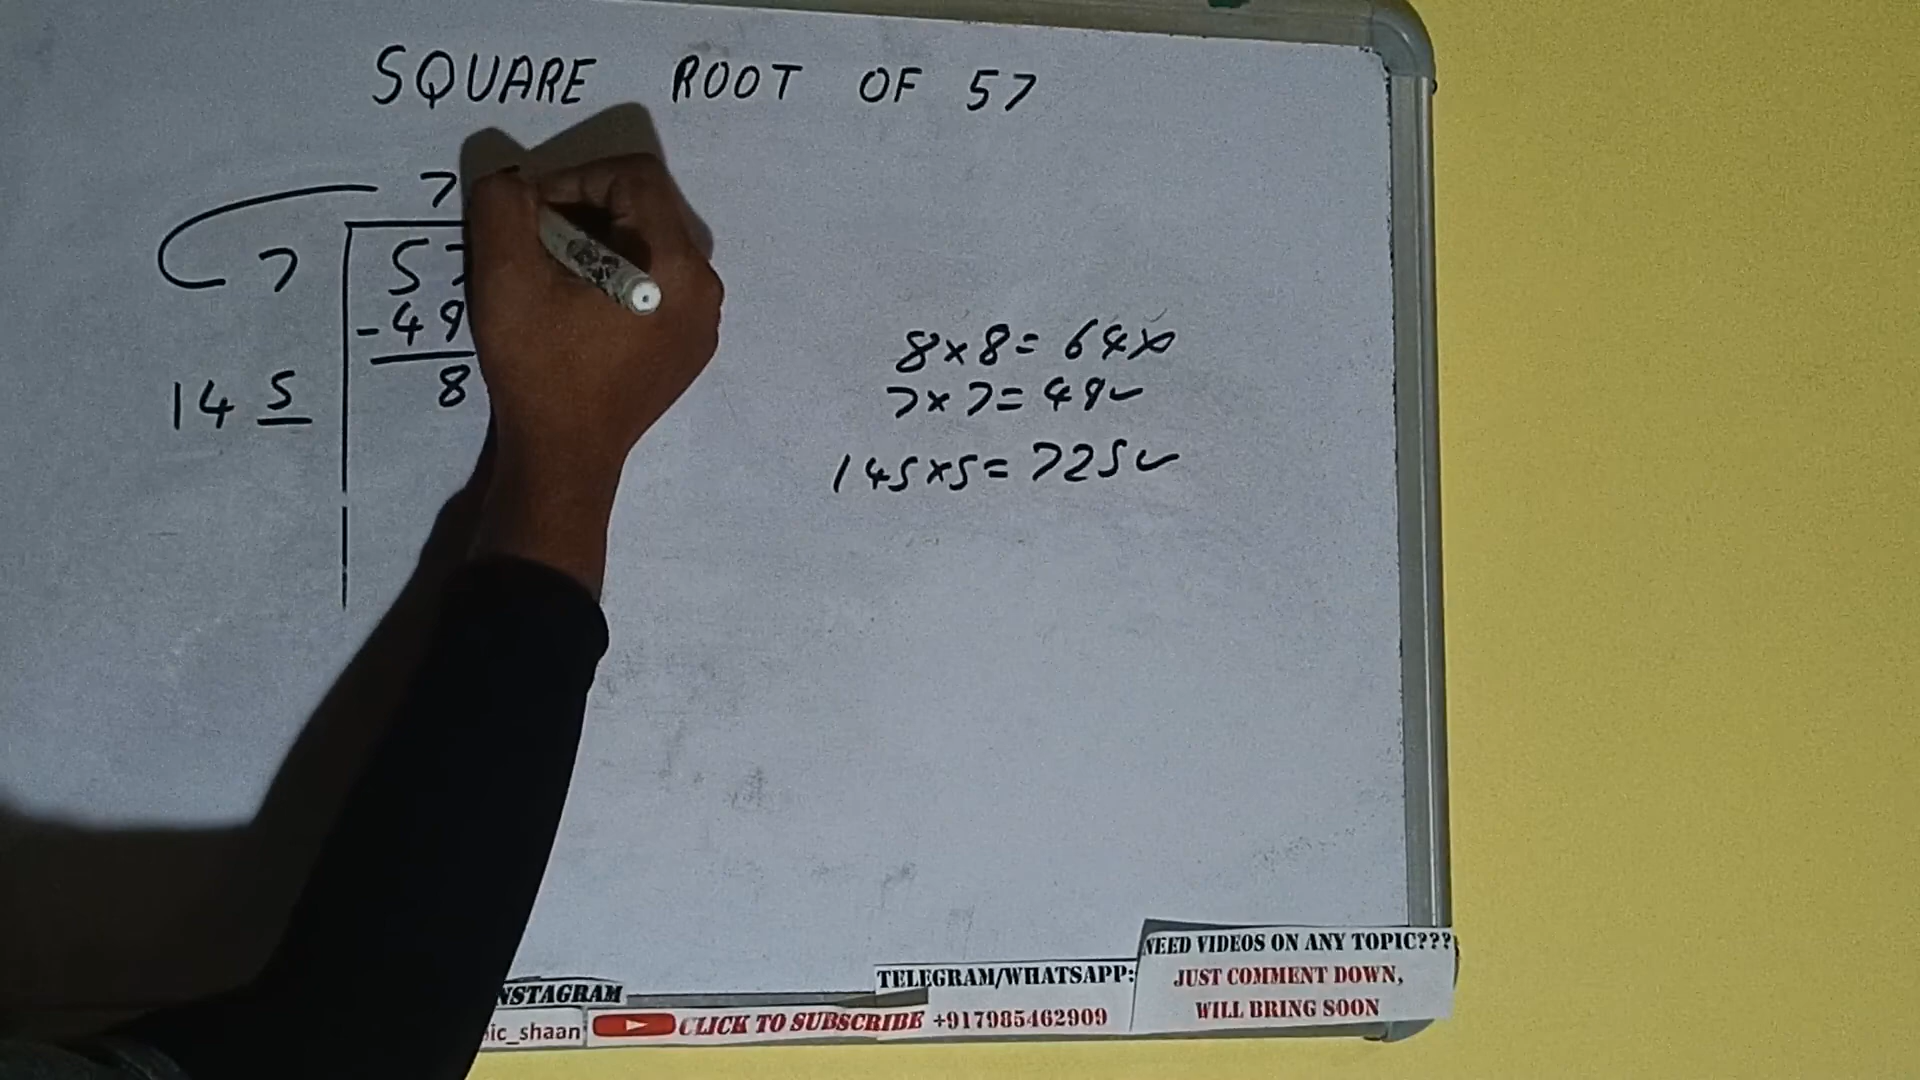 SQUARE ROOT OF 57
7
7 57
-49
14 5 8
8×8=64×
7×7=49✓
145×5=725✓
NEED VIDEOS ON ANY TOPIC???
JUST COMMENT DOWN,
WILL BRING SOON
TELEGRAM/WHATSAPP:
+917985462909
NSTAGRAM
ic_shaan
CLICK TO SUBSCRIBE